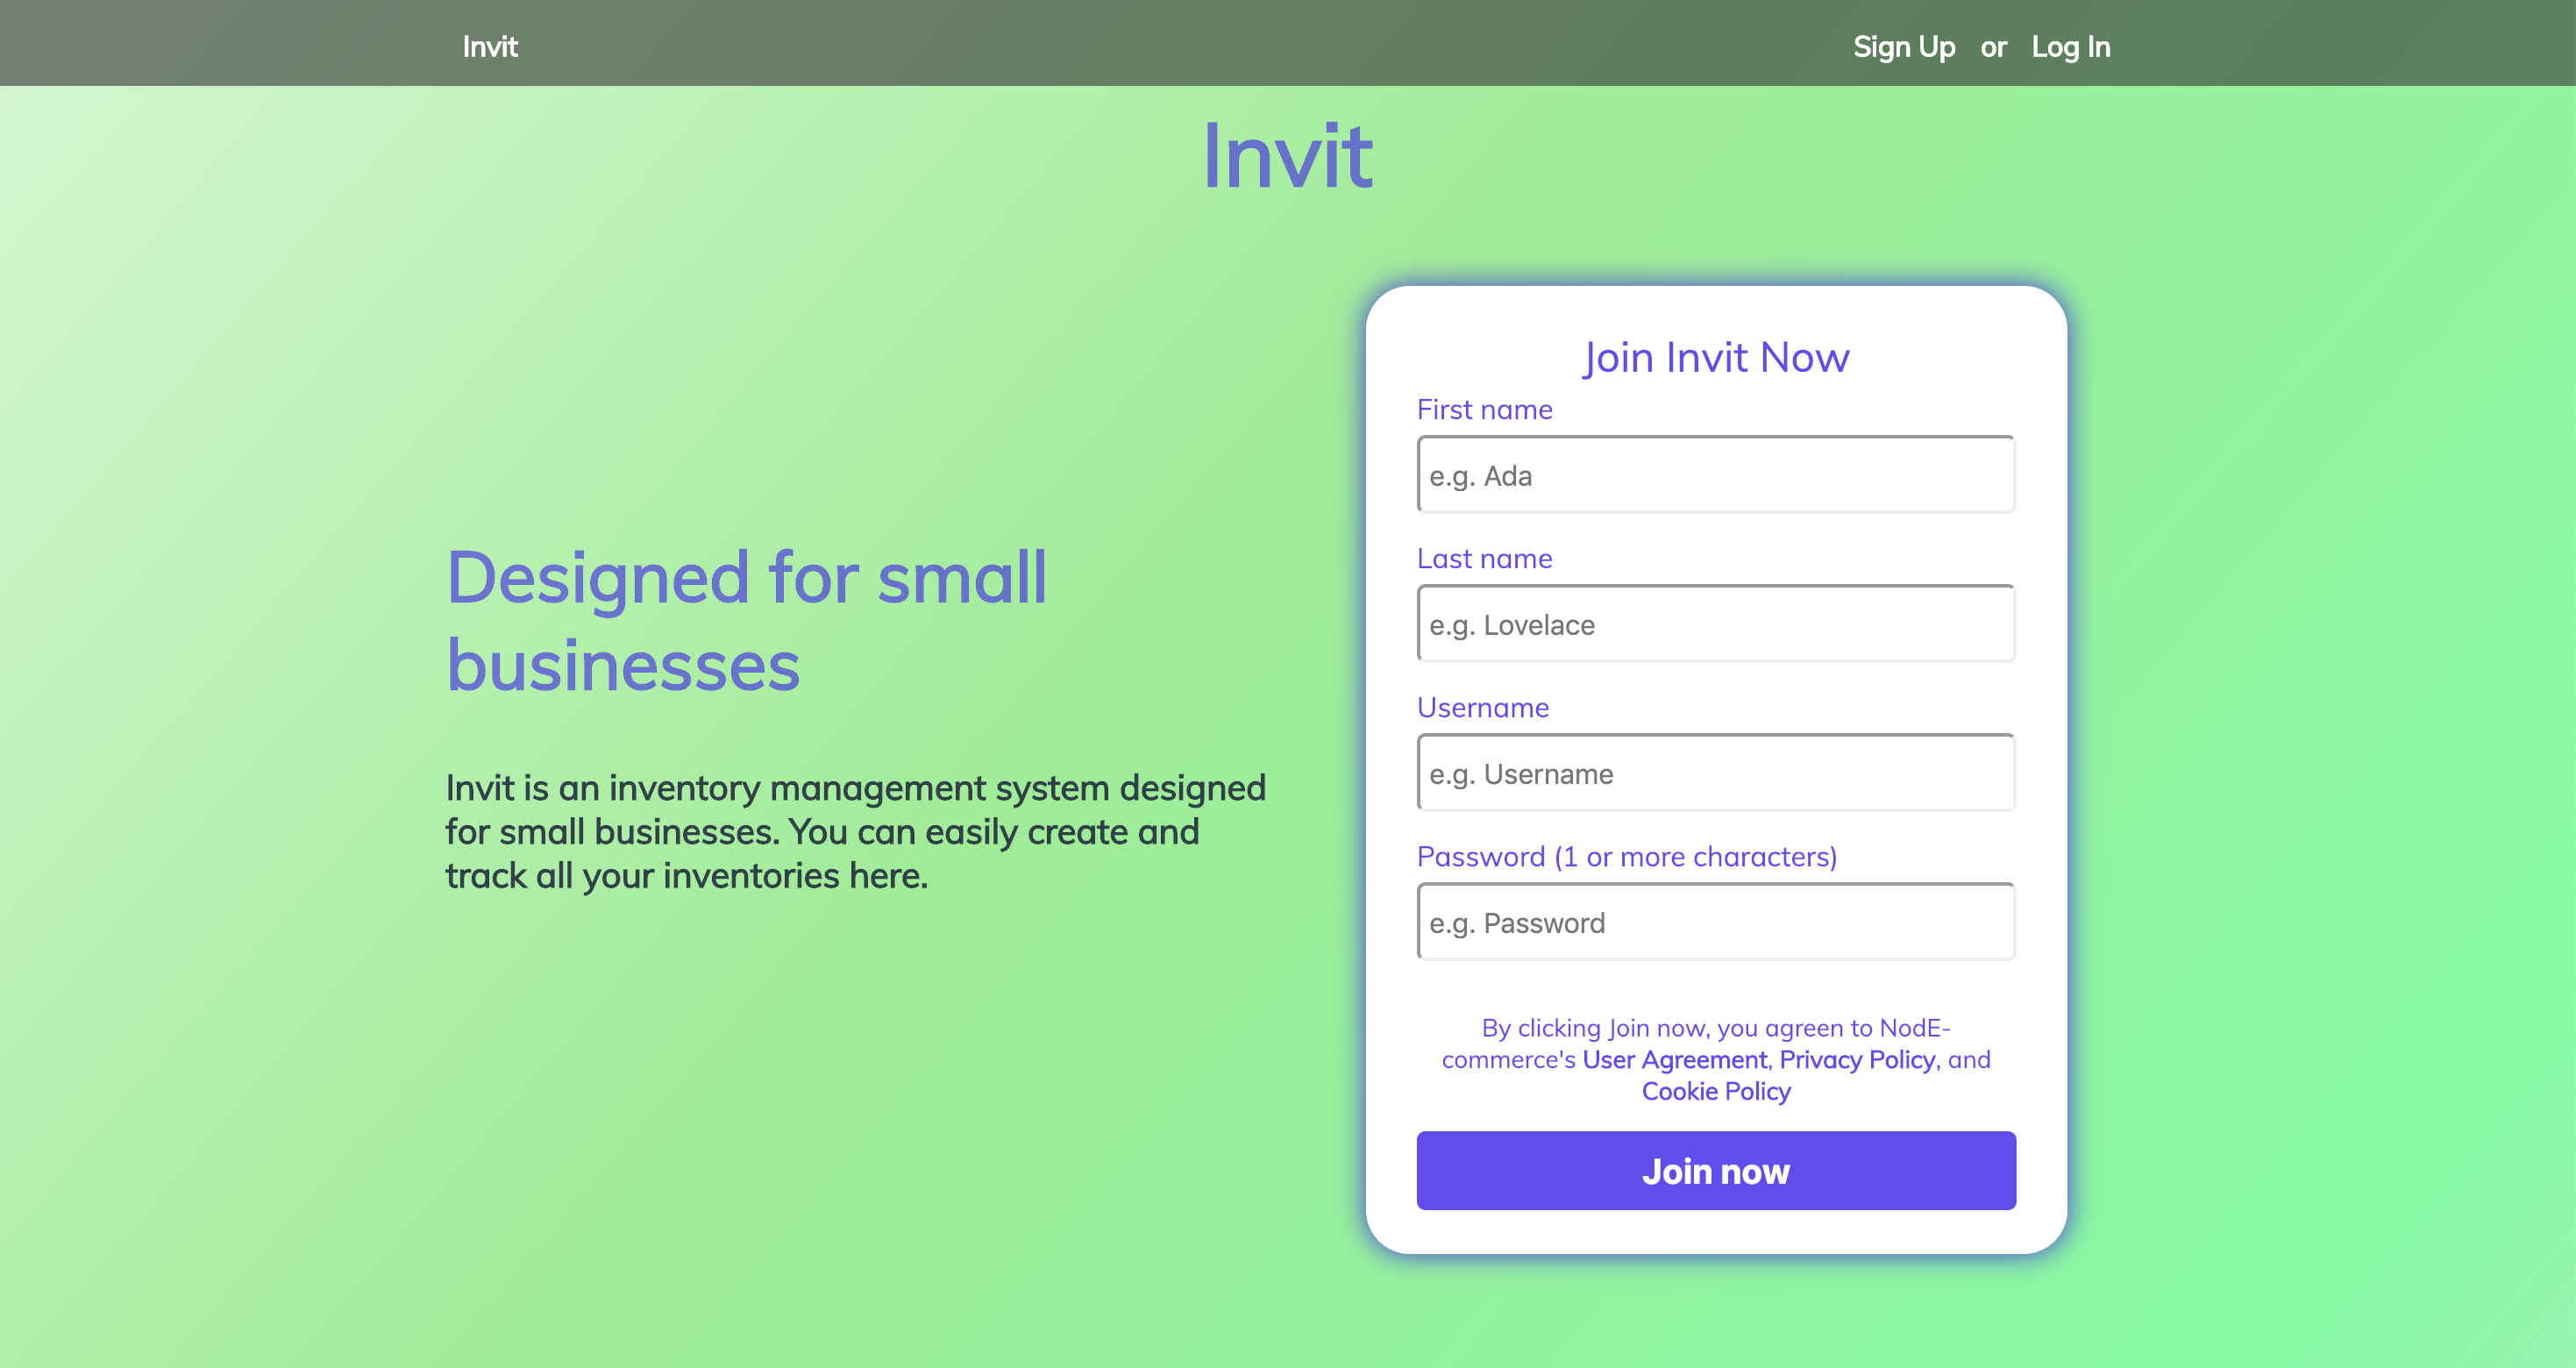 Invit
Sign Up or Log In
Invit
Designed for small
businesses
Invit is an inventory management system designed
for small businesses. You can easily create and
track all your inventories here.
Join Invit Now
First name
e.g. Ada
Last name
e.g. Lovelace
Username
e.g. Username
Password (1 or more characters)
e.g. Password
By clicking Join now, you agree to NodE-
commerce's User Agreement, Privacy Policy, and
Cookie Policy
Join now